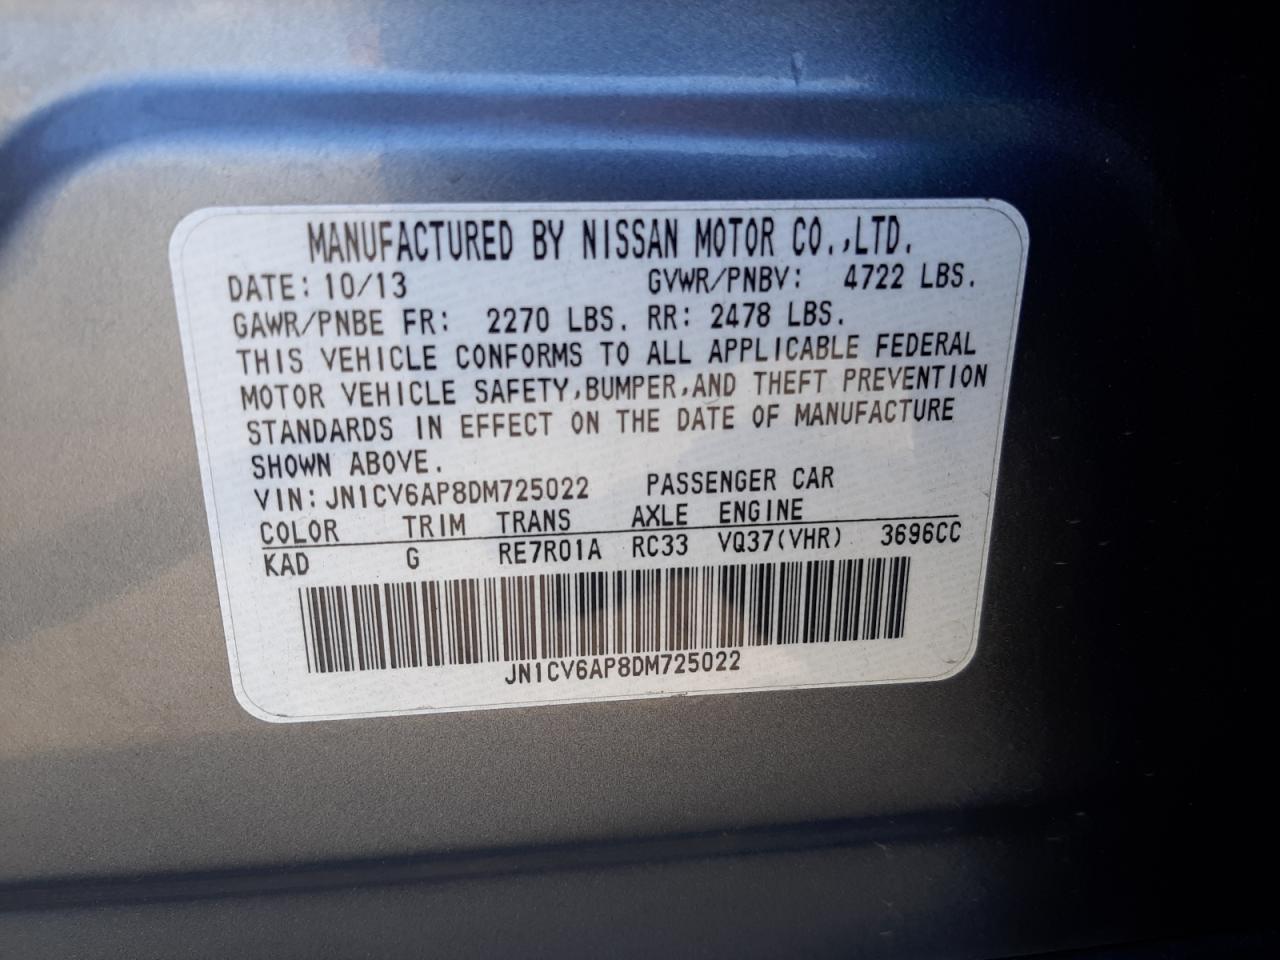 MANUFACTURED BY NISSAN MOTOR CO.,LTD.
DATE: 10/13 GVWR/PNBV: 4722 LBS.
GAWR/PNBE FR: 2270 LBS. RR: 2478 LBS.
THIS VEHICLE CONFORMS TO ALL APPLICABLE FEDERAL
MOTOR VEHICLE SAFETY,BUMPER,AND THEFT PREVENTION
STANDARDS IN EFFECT ON THE DATE OF MANUFACTURE
SHOWN ABOVE.
VIN:JN1CV6AP8DM725022 PASSENGER CAR
COLOR TRIM TRANS AXLE ENGINE
KAD G RE7R01A RC33 VQ37(VHR) 3696CC
JN1CV6AP8DM725022